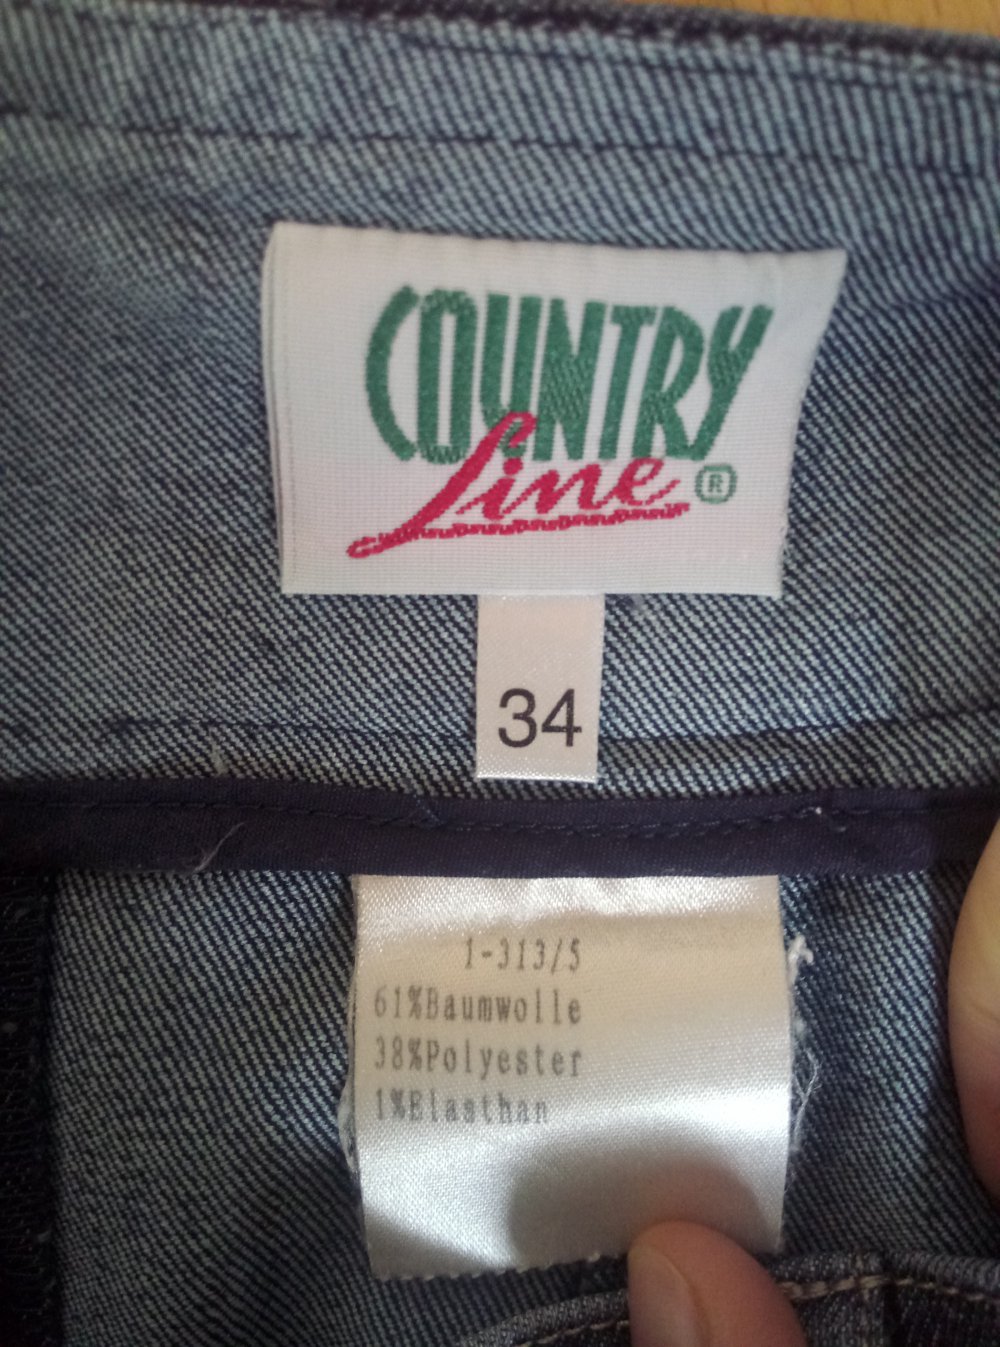 COUNTRY
Line ®
34
1-313/5
61%Baumwolle
38%Polyester
1%Elasthan